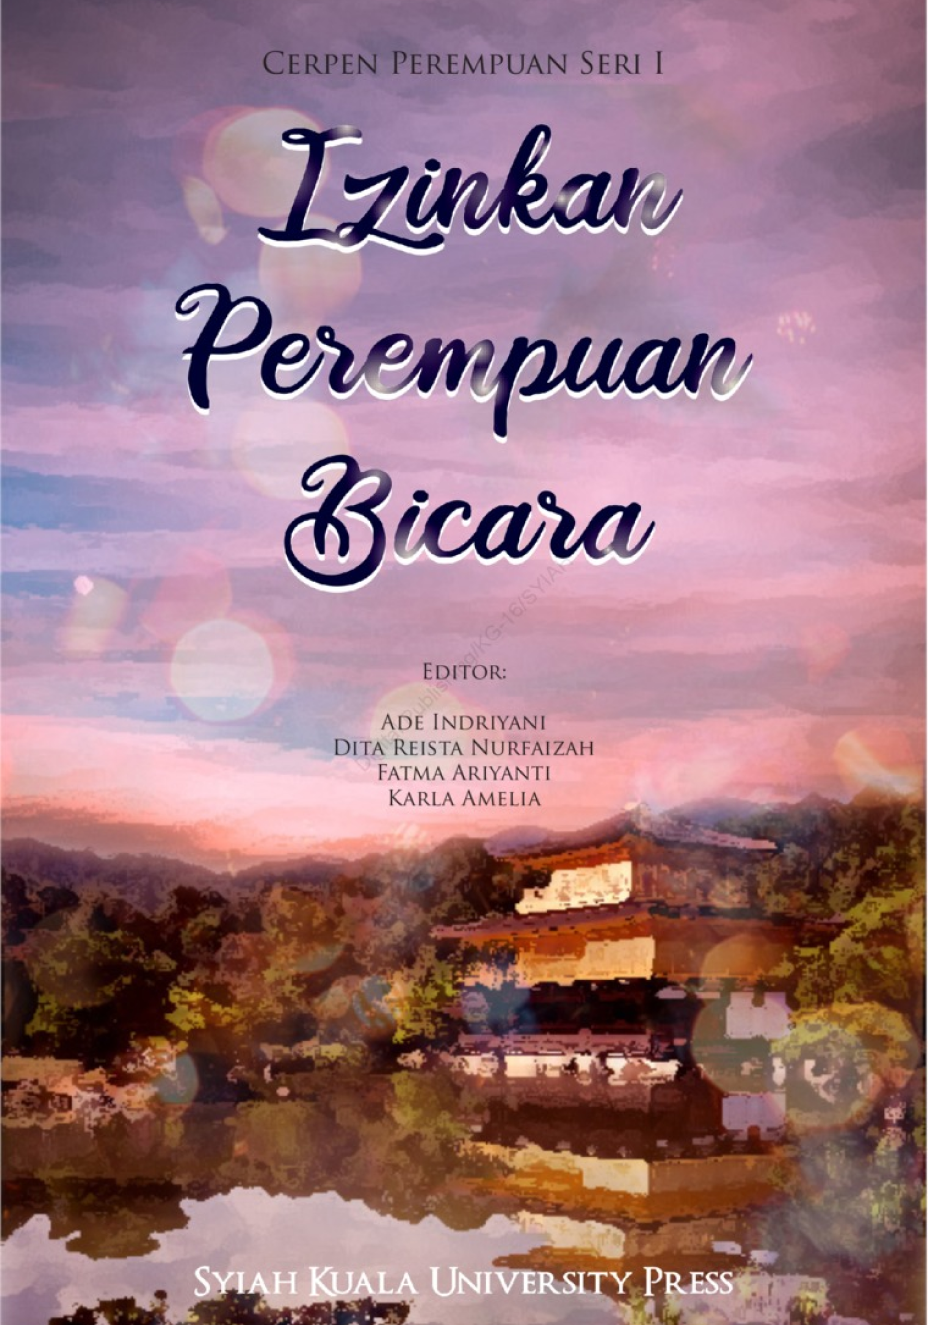 Cerpen Perempuan Seri I
Izinkan
Perempuan
Bicara
Editor:
Ade Indriyani
Dita Reista Nurfaizah
Fatma Ariyanti
Karla Amelia
Syiah Kuala University Press